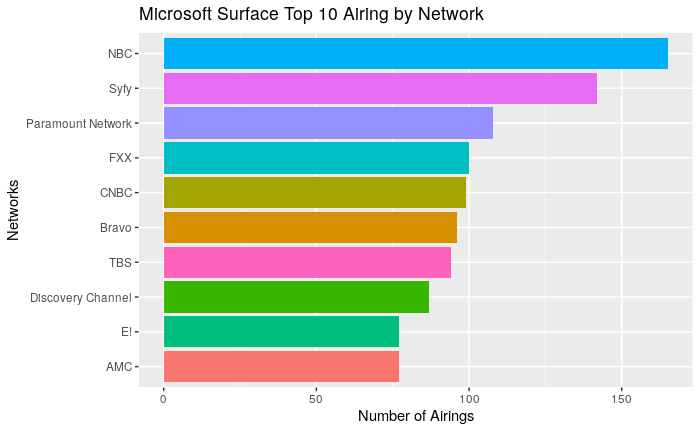 Microsoft Surface Top 10 Airing by Network
NBC
Syfy
Paramount Network
FXX
CNBC
Bravo
TBS
Discovery Channel
E!
AMC
0 50 100 150
Number of Airings
Networks